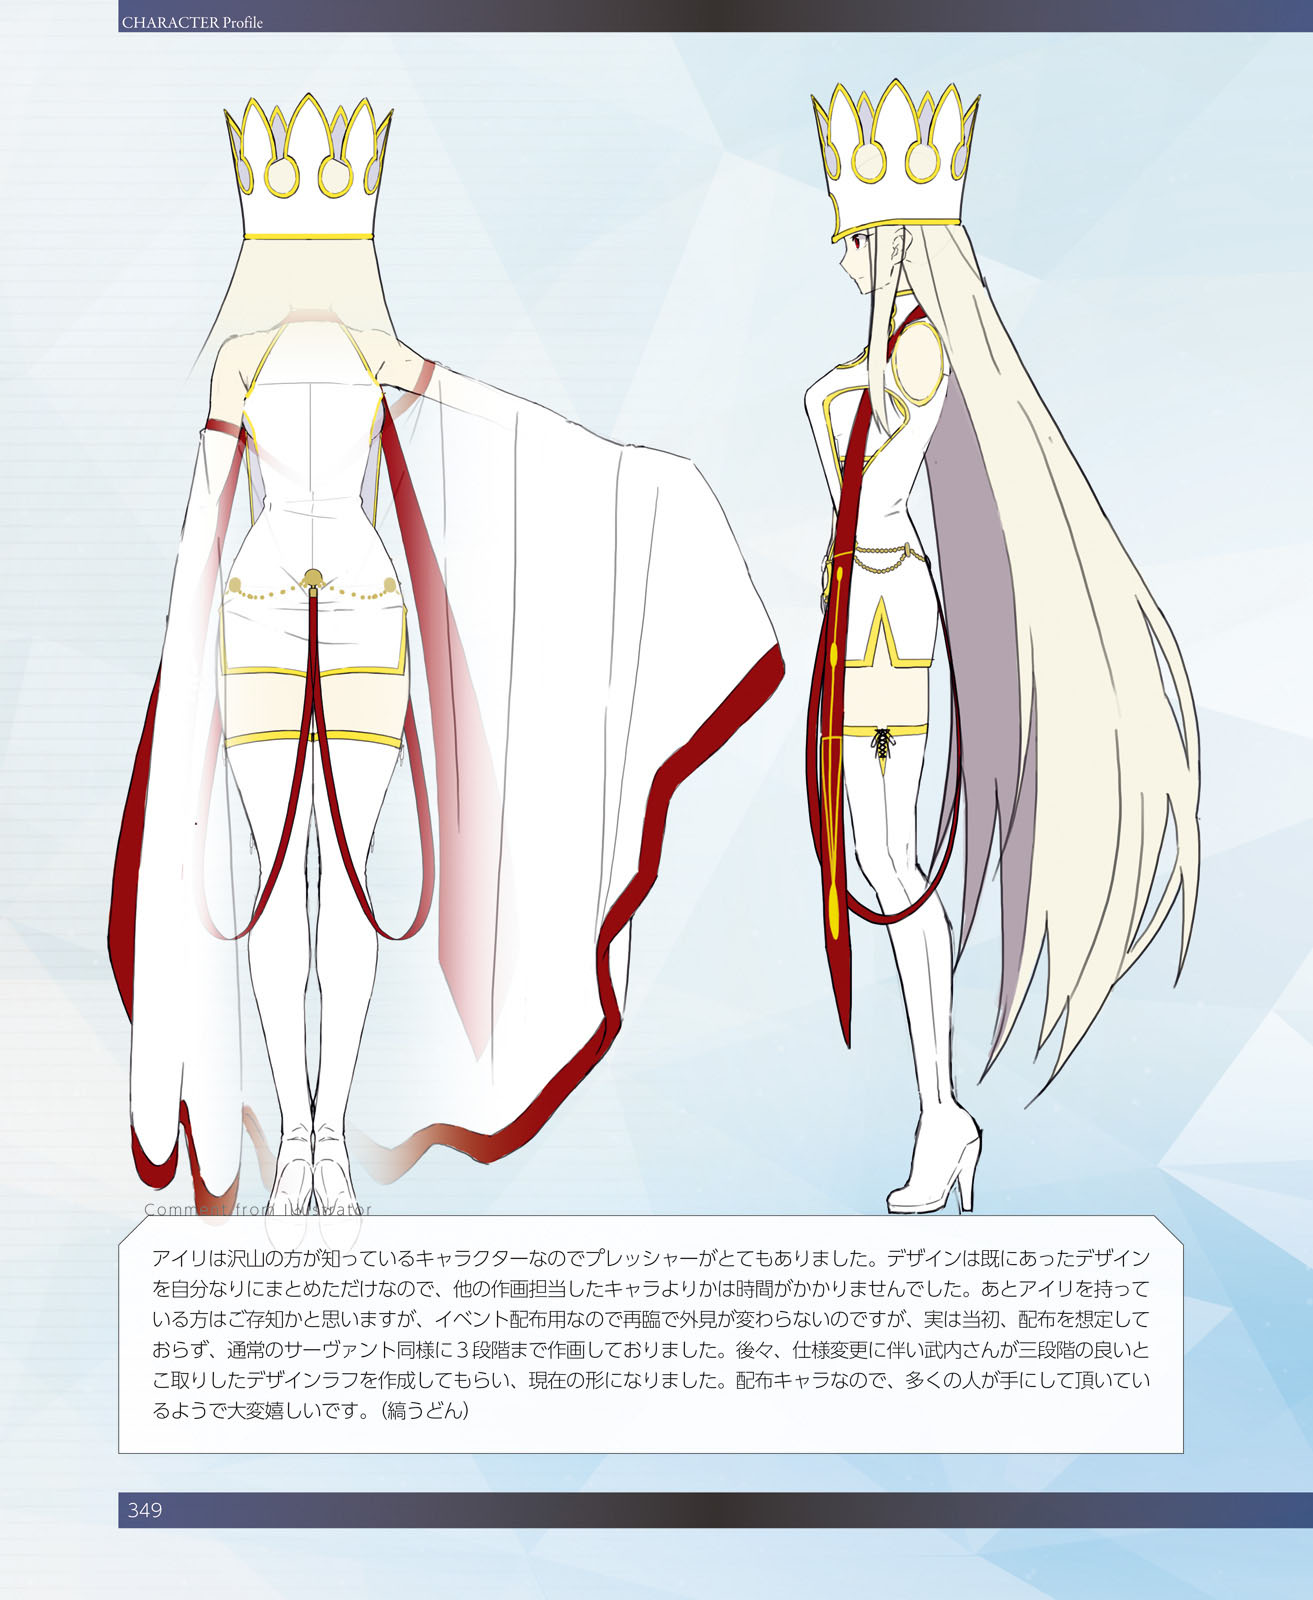 CHARACTER Profile
Comment from Illustrator
アイリは沢山の方が知っているキャラクターなのでプレッシャーがとてもありました。デザインは既にあったデザイン
を自分なりにまとめただけなので、他の作画担当したキャラよりかは時間がかかりませんでした。あとアイリを持って
いる方はご存知かと思いますが、イベント配布用なので再臨で外見が変わらないのですが、実は当初、配布を想定して
おらず、通常のサーヴァント同様に３段階まで作画しておりました。後々、仕様変更に伴い武内さんが三段階の良いと
こ取りしたデザインラフを作成してもらい、現在の形になりました。配布キャラなので、多くの人が手にして頂いてい
るようで大変嬉しいです。（縞うどん）
349